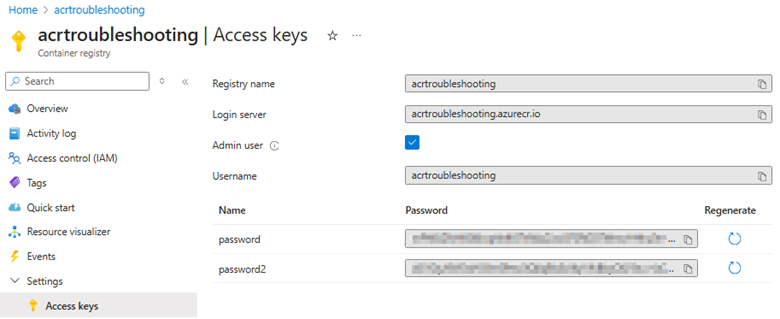 Home > acrtroubleshooting
acrtroubleshooting | Access keys
Container registry
Search
Overview
Activity log
Access control (IAM)
Tags
Quick start
Resource visualizer
Events
Settings
Access keys
Registry name acrtroubleshooting
Login server acrtroubleshooting.azurecr.io
Admin user
Username acrtroubleshooting
Name Password Regenerate
password ...
password2 ...